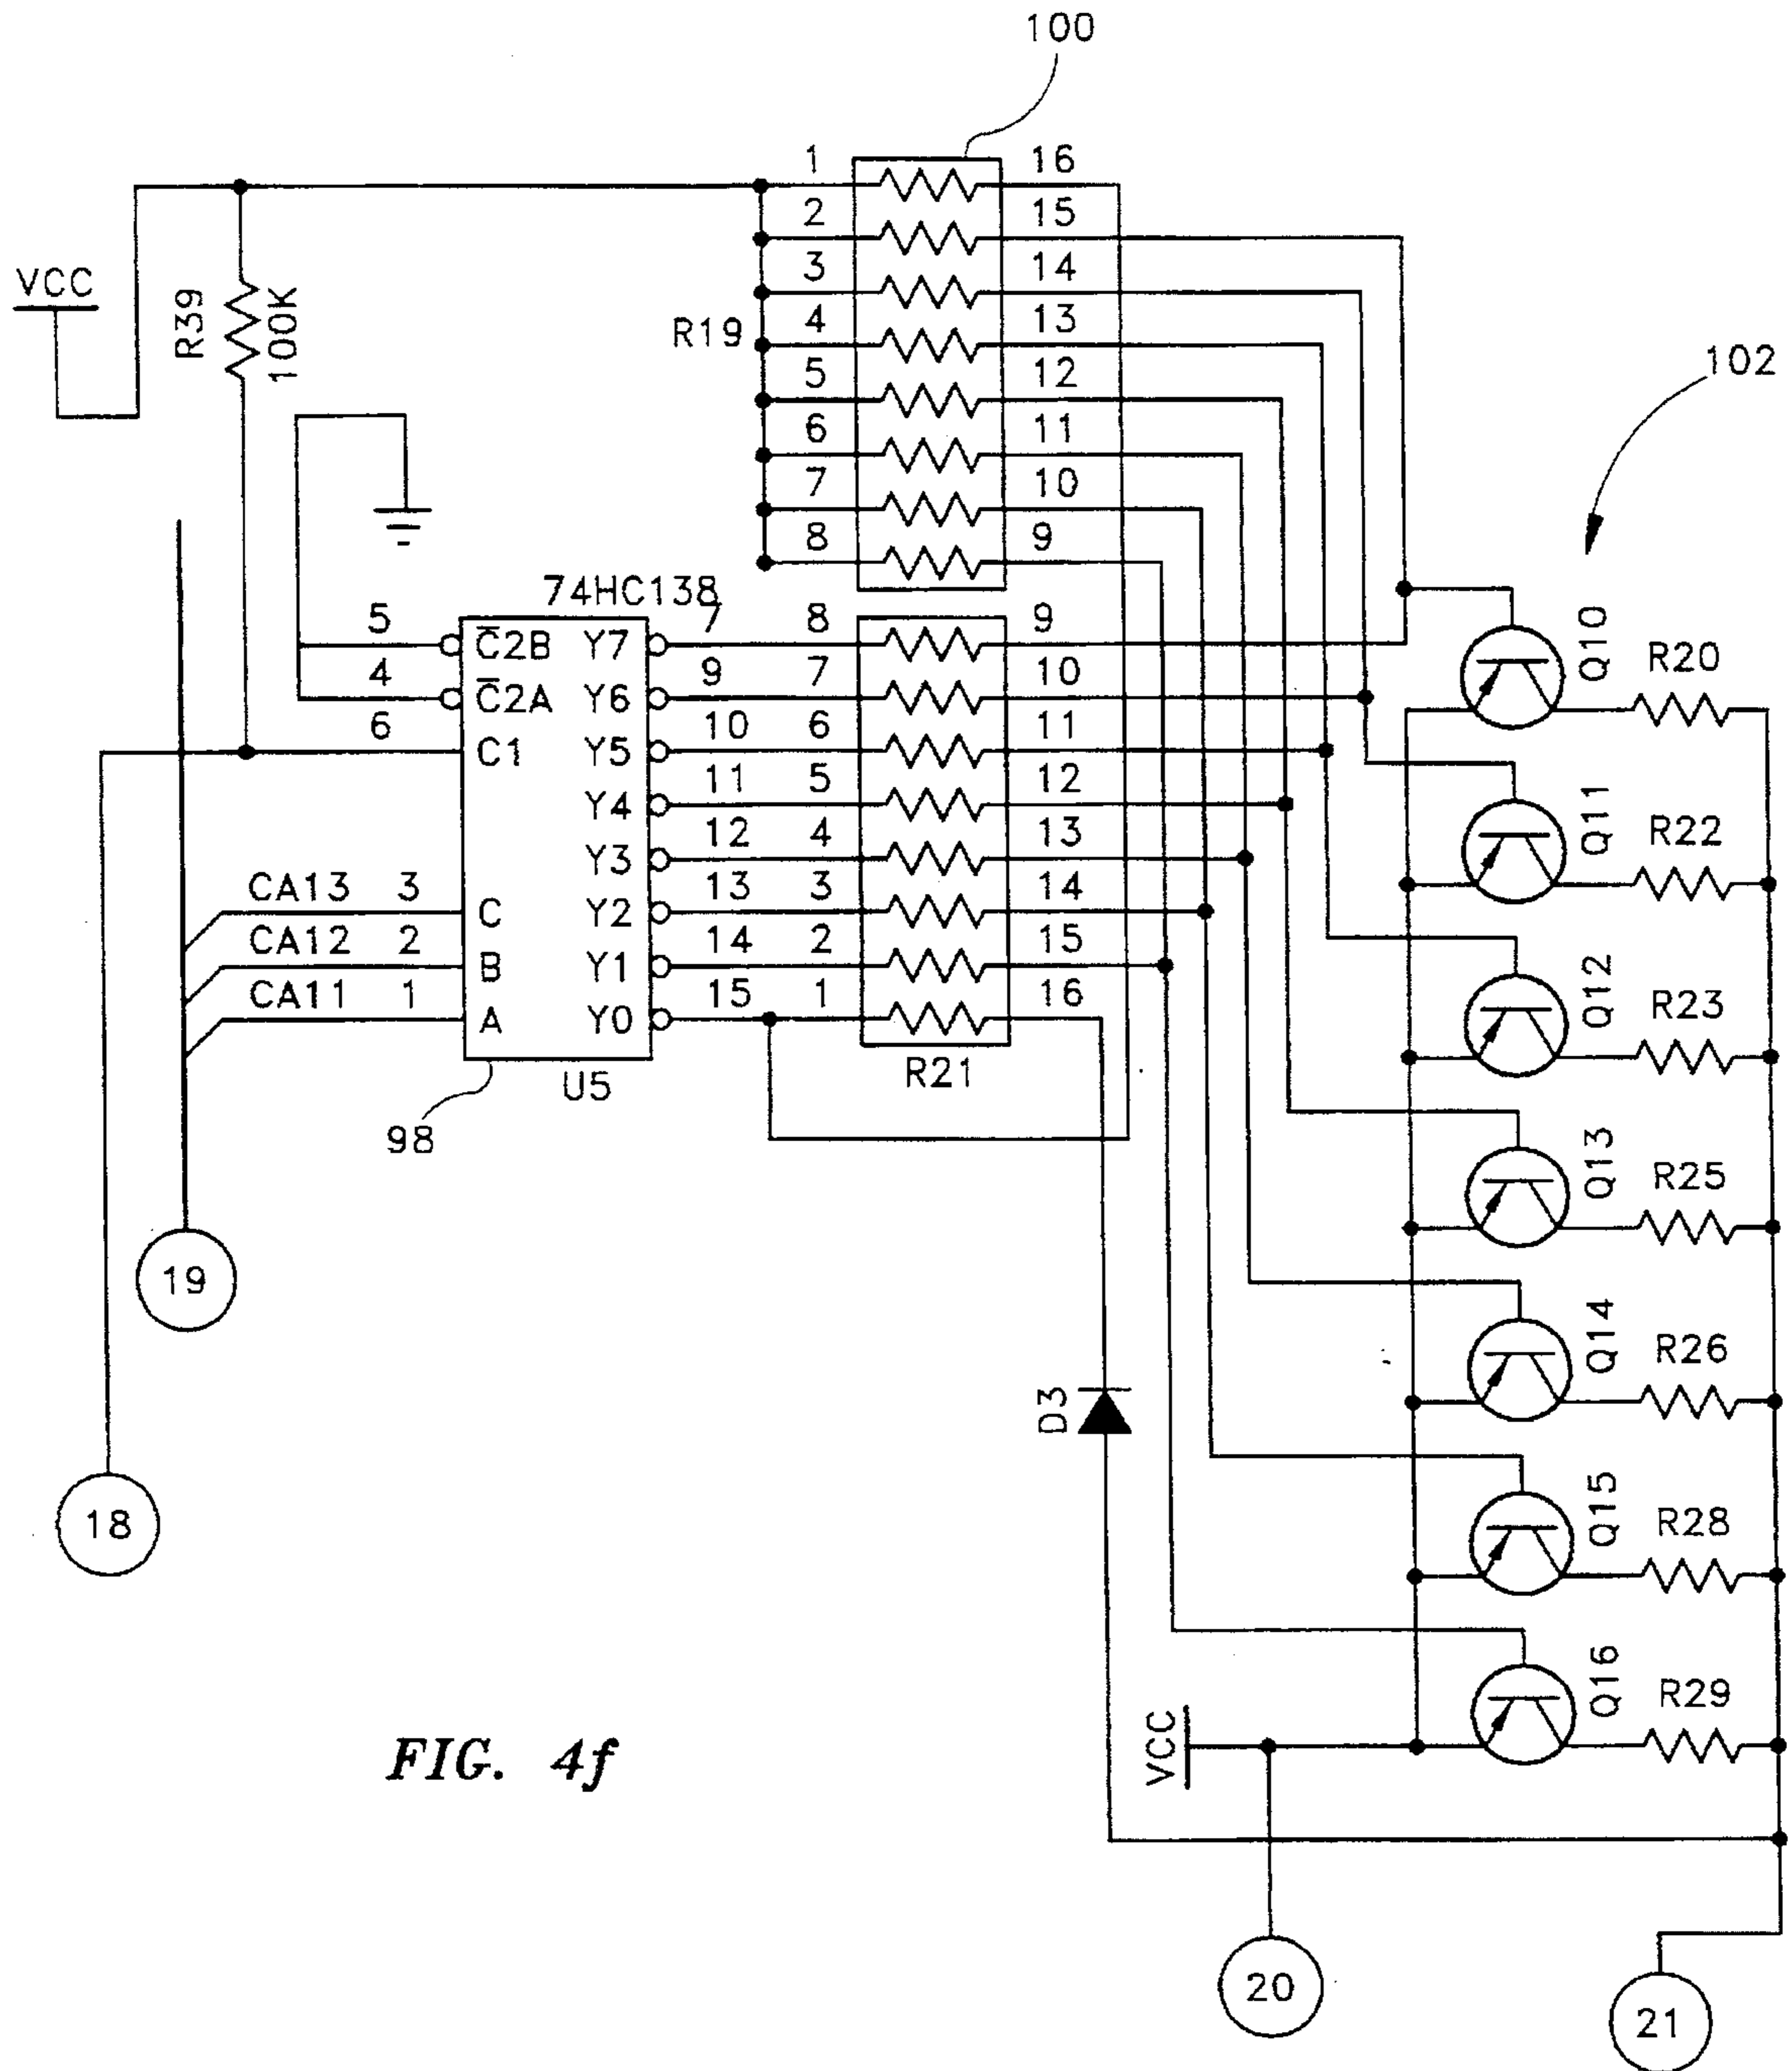 100
1 16
2 15
VCC
R39
100K
3 14
R19 4 13
5 12
102
6 11
7 10
8 9
74HC138
5 C̅2B Y7 7 8 9
4 C̅2A Y6 9 7 10
6 C1 Y5 10 6 11
Y4 11 5 12
Y3 12 4 13
CA13 3 C Y2 13 3 14
CA12 2 B Y1 14 2 15
CA11 1 A Y0 15 1 16
98
U5
R21
Q10 R20
Q11 R22
Q12 R23
Q13 R25
Q14 R26
Q15 R28
Q16 R29
19
18
D3
VCC
20
21
FIG. 4f